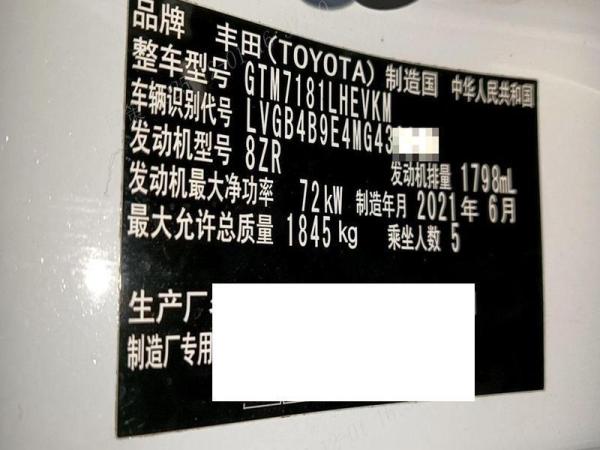 品牌 丰田(TOYOTA) 制造国 中华人民共和国
整车型号 GTM7181LHEVKM
车辆识别代号 LVGB4B9E4MG43
发动机型号 8ZR 发动机排量 1798mL
发动机最大净功率 72kW 制造年月 2021年6月
最大允许总质量 1845kg 乘坐人数 5
生产厂
制造厂专用